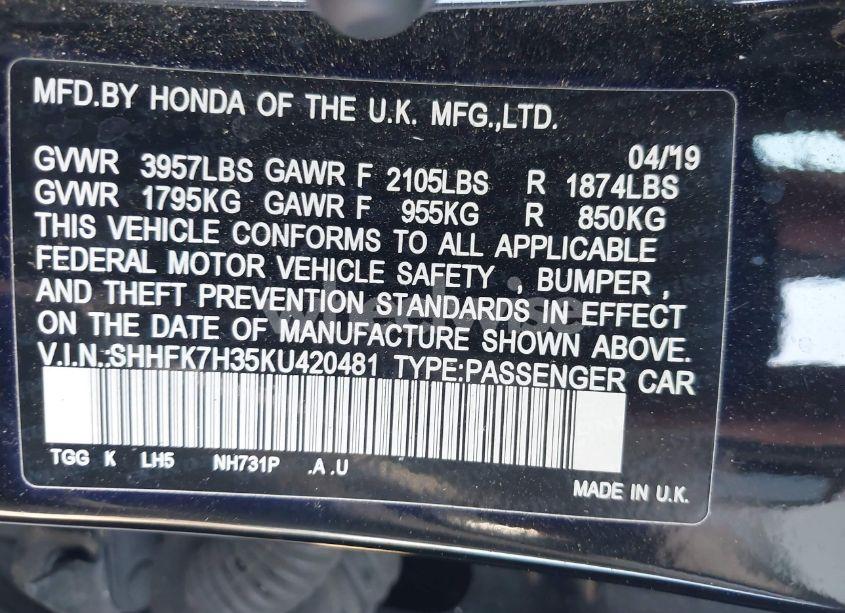 MFD.BY HONDA OF THE U.K. MFG.,LTD.
04/'19
GVWR 3957LBS GAWR F 2105LBS R 1874LBS
GVWR 1795KG GAWR F 955KG R 850KG
THIS VEHICLE CONFORMS TO ALL APPLICABLE
FEDERAL MOTOR VEHICLE SAFETY , BUMPER ,
AND THEFT PREVENTION STANDARDS IN EFFECT
ON THE DATE OF MANUFACTURE SHOWN ABOVE.
V.I.N.:SHHFK7H35KU420481 TYPE:PASSENGER CAR
TGG K LH5 NH731P .A .U
MADE IN U.K.